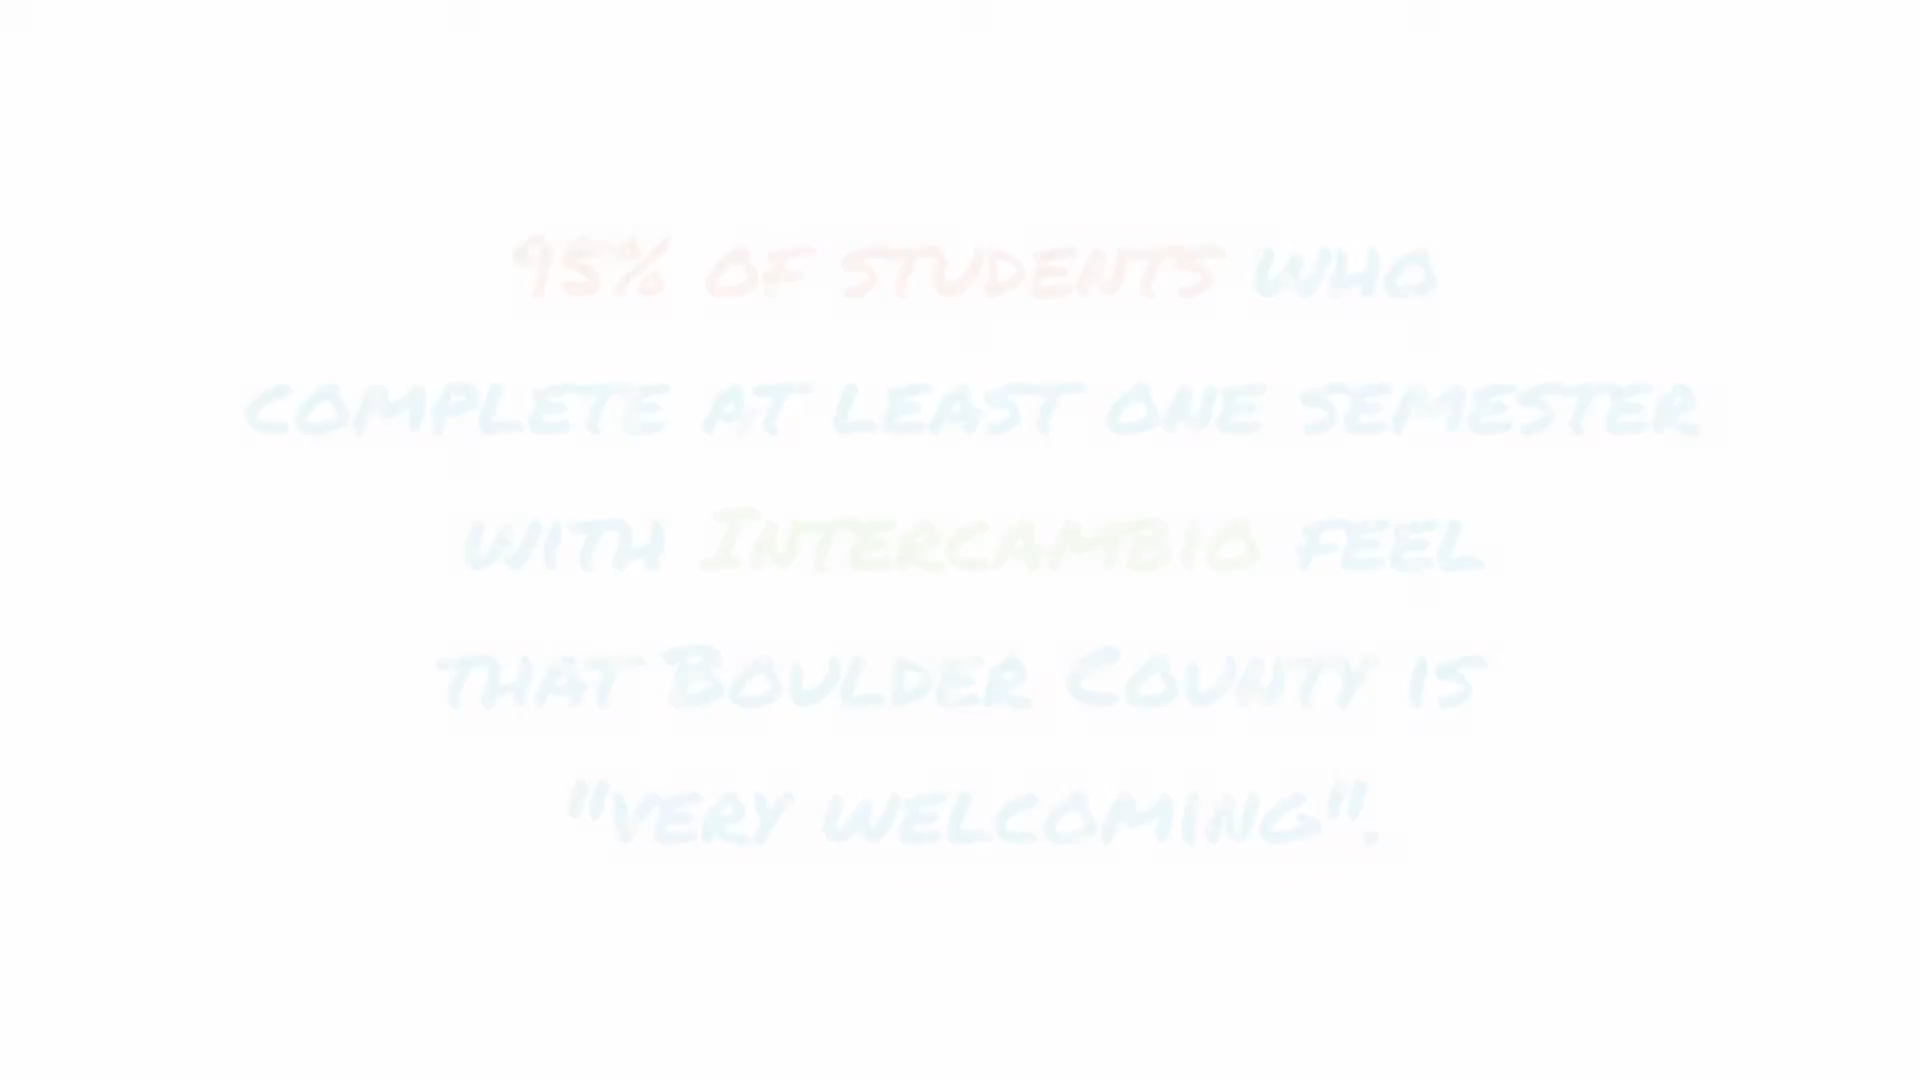 95% OF STUDENTS WHO
COMPLETE AT LEAST ONE SEMESTER
WITH INTERCAMBIO FEEL
THAT BOULDER COUNTY IS
"VERY WELCOMING".